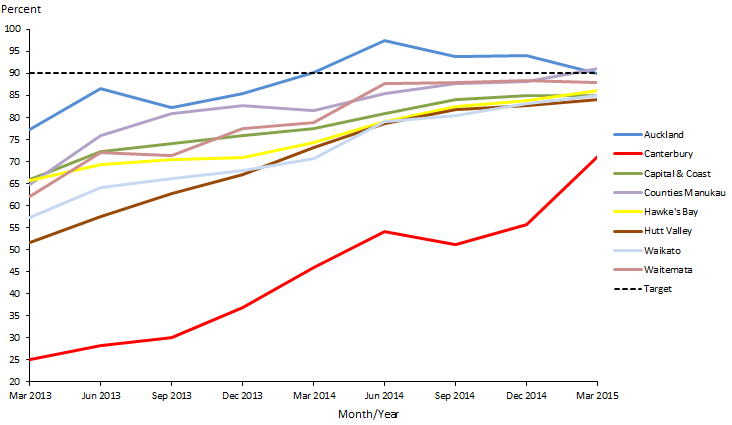 Percent
100
95
90
85
80
75
70
65
60
55
50
45
40
35
30
25
20
Mar 2013 Jun 2013 Sep 2013 Dec 2013 Mar 2014 Jun 2014 Sep 2014 Dec 2014 Mar 2015
Month/Year
Auckland
Canterbury
Capital & Coast
Counties Manukau
Hawke's Bay
Hutt Valley
Waikato
Waitemata
Target